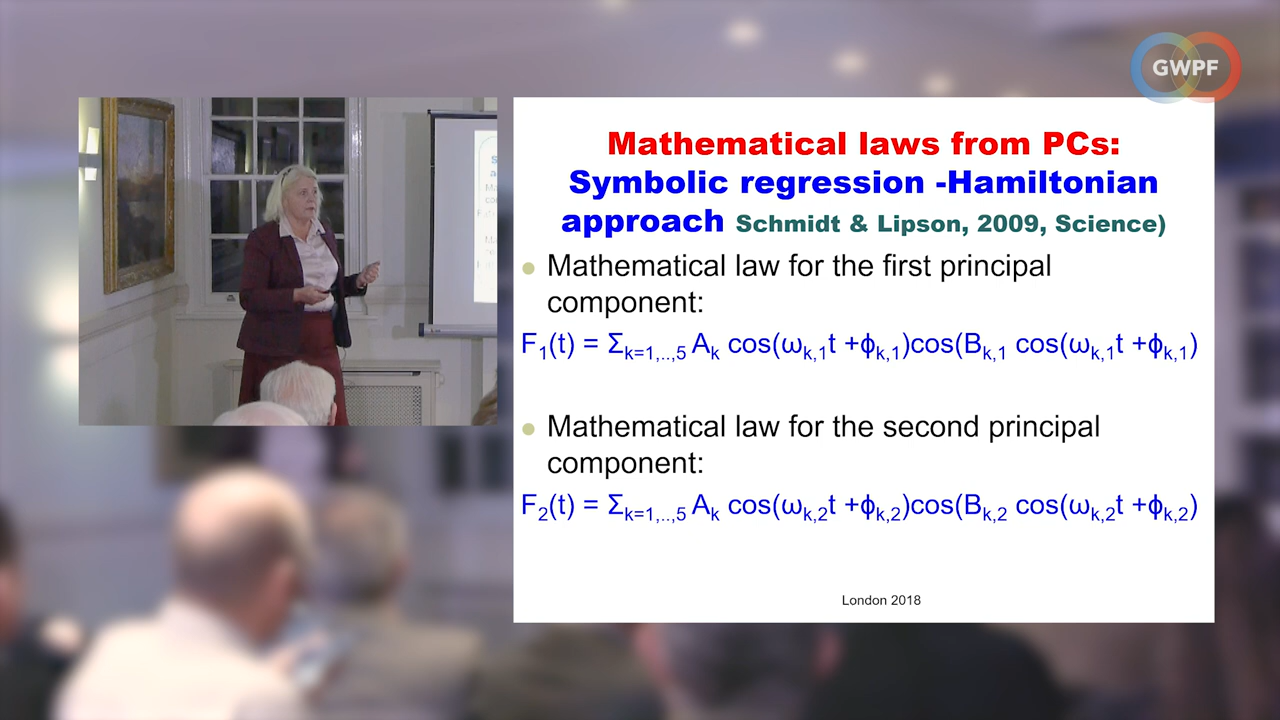 GWPF
Mathematical laws from PCs:
Symbolic regression -Hamiltonian
approach Schmidt & Lipson, 2009, Science)
Mathematical law for the first principal
component:
F₁(t) = Σₖ₌₁,..,₅ Aₖ cos(ωₖ,₁t +ϕₖ,₁)cos(Bₖ,₁ cos(ωₖ,₁t +ϕₖ,₁)
Mathematical law for the second principal
component:
F₂(t) = Σₖ₌₁,..,₅ Aₖ cos(ωₖ,₂t +ϕₖ,₂)cos(Bₖ,₂ cos(ωₖ,₂t +ϕₖ,₂)
London 2018